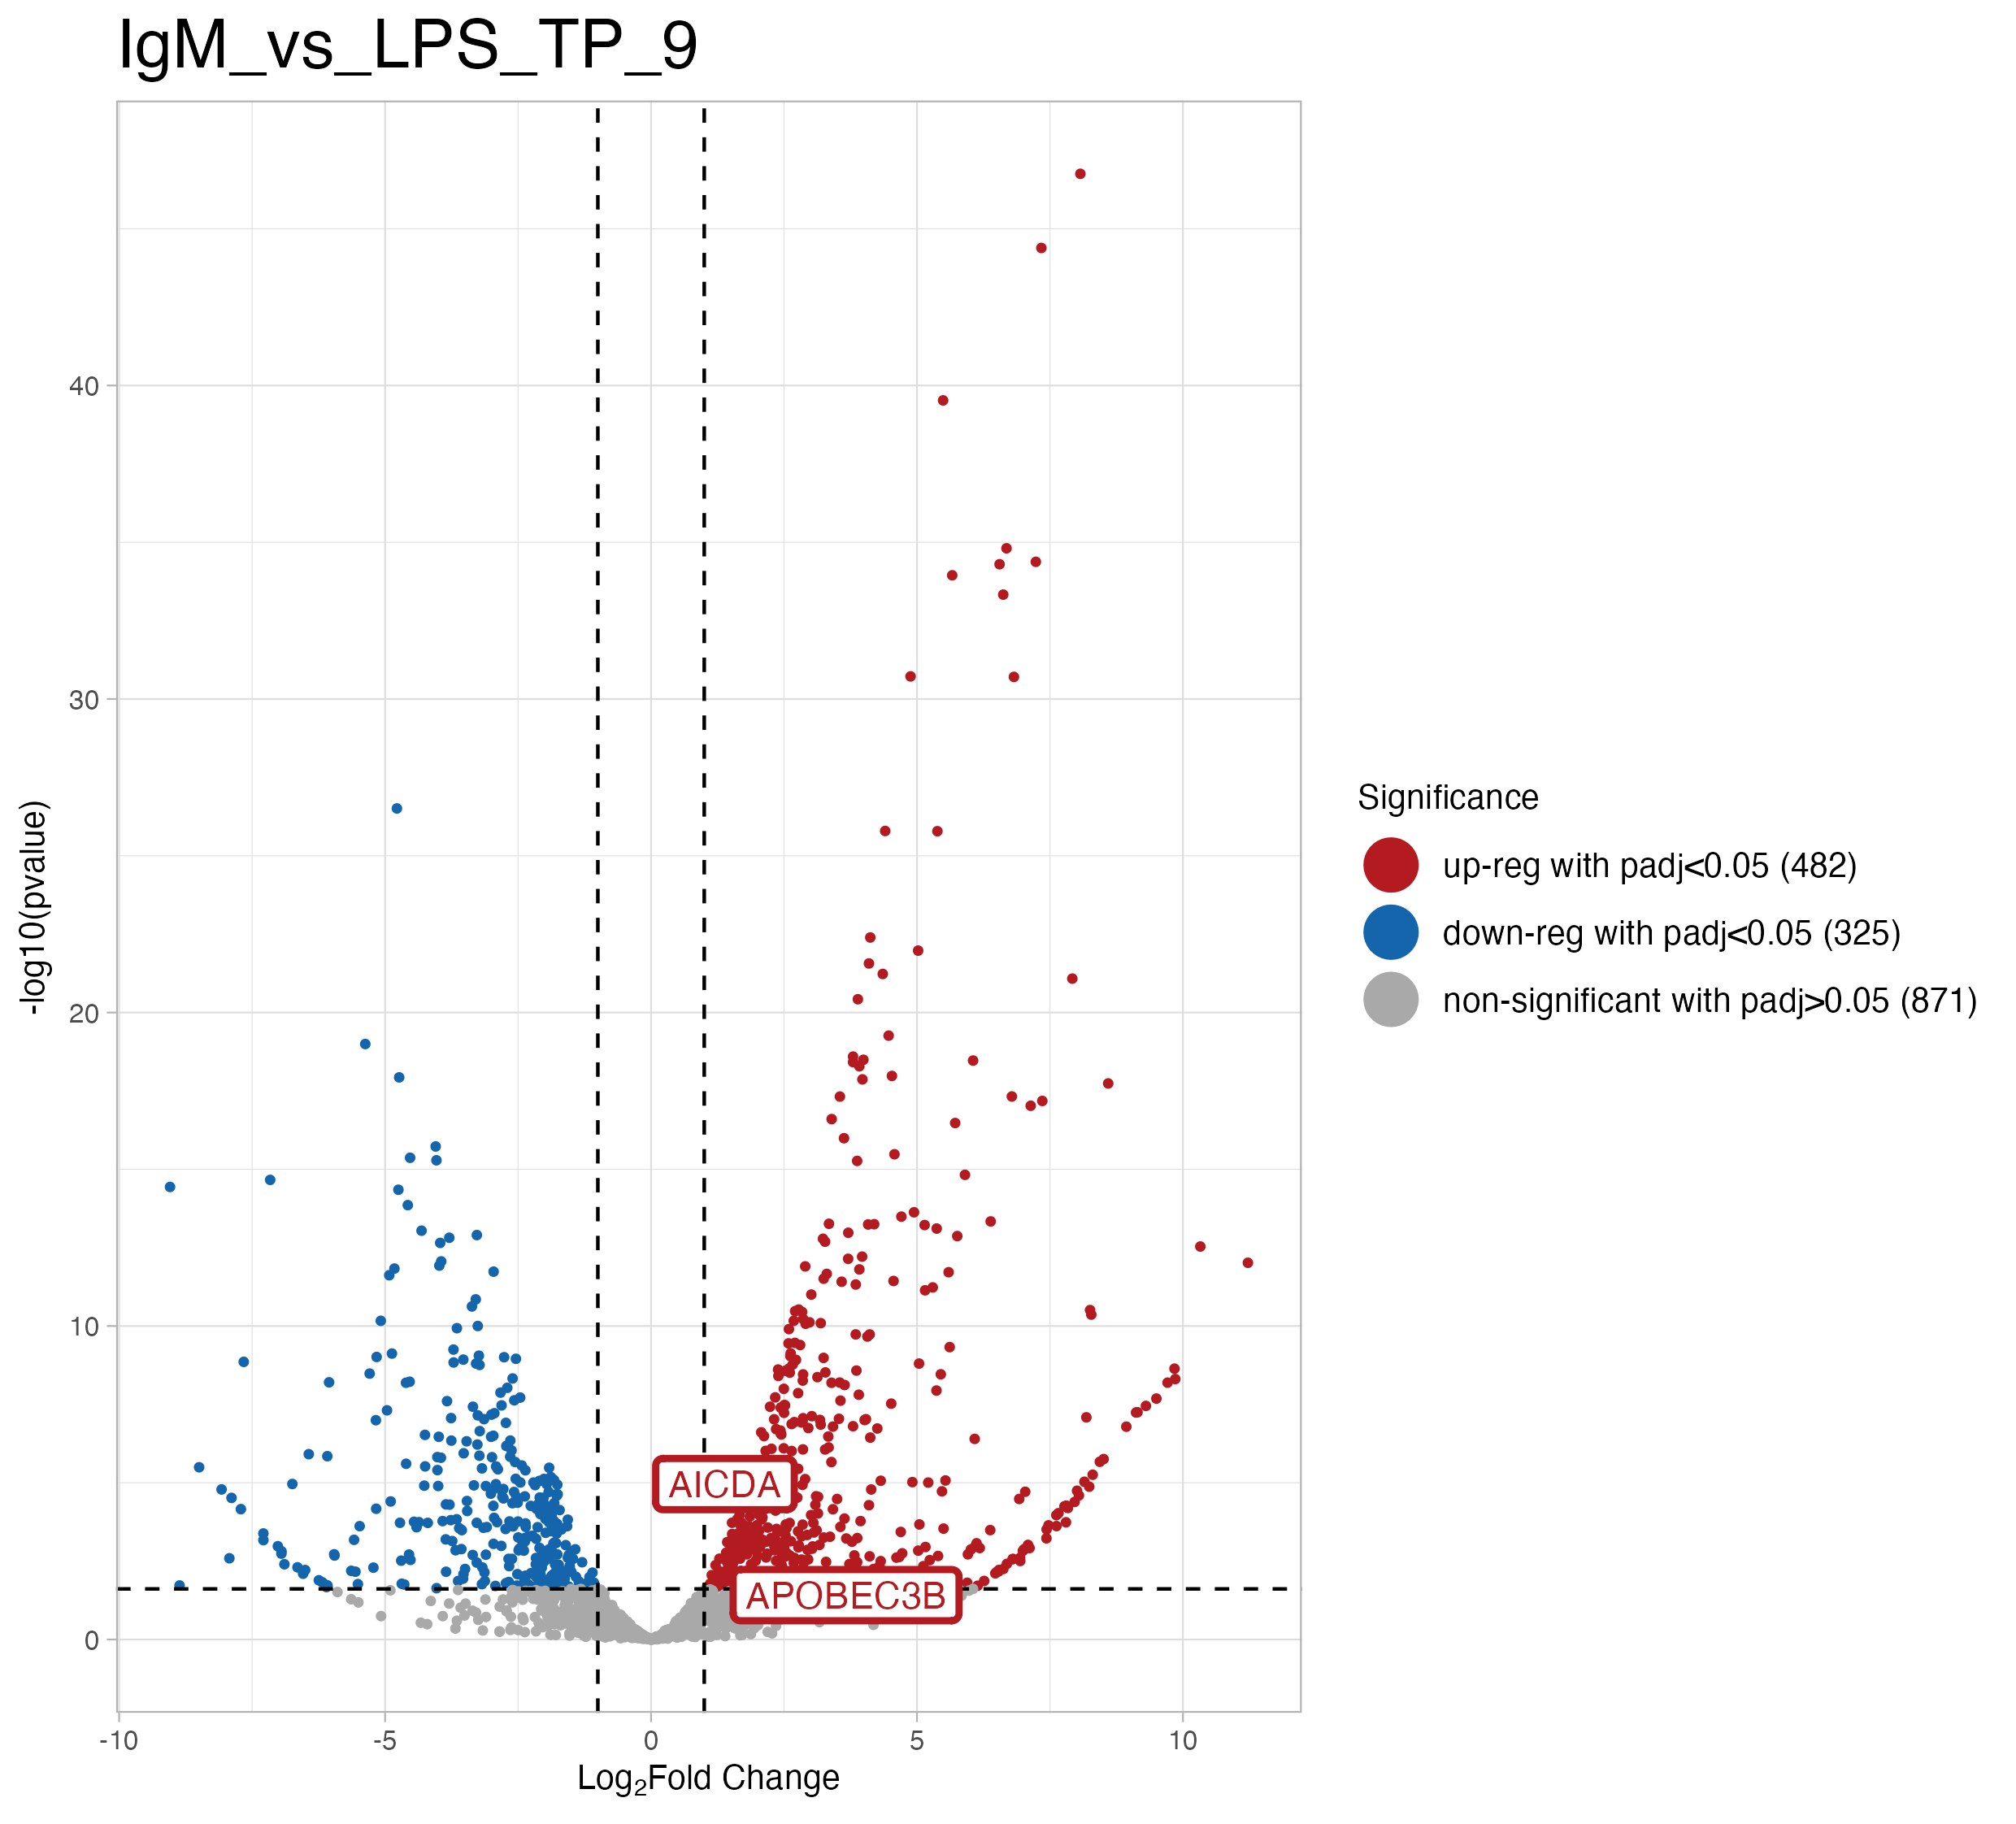 IgM_vs_LPS_TP_9
-log10(pvalue)
40
30
20
10
0
AICDA
APOBEC3B
-10
-5
0
5
10
Log₂Fold Change
Significance
up-reg with padj<0.05 (482)
down-reg with padj<0.05 (325)
non-significant with padj>0.05 (871)